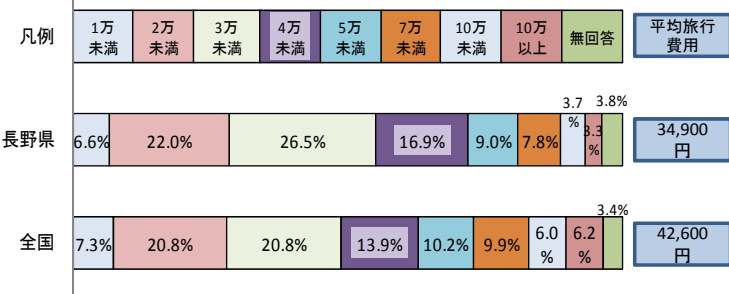 凡例
1万
未満
2万
未満
3万
未満
4万
未満
5万
未満
7万
未満
10万
未満
10万
以上
無回答
平均旅行
費用
長野県
6.6%
22.0%
26.5%
16.9%
9.0%
7.8%
3.7
%
3.3
%
3.8%
34,900
円
全国
7.3%
20.8%
20.8%
13.9%
10.2%
9.9%
6.0
%
6.2
%
3.4%
42,600
円